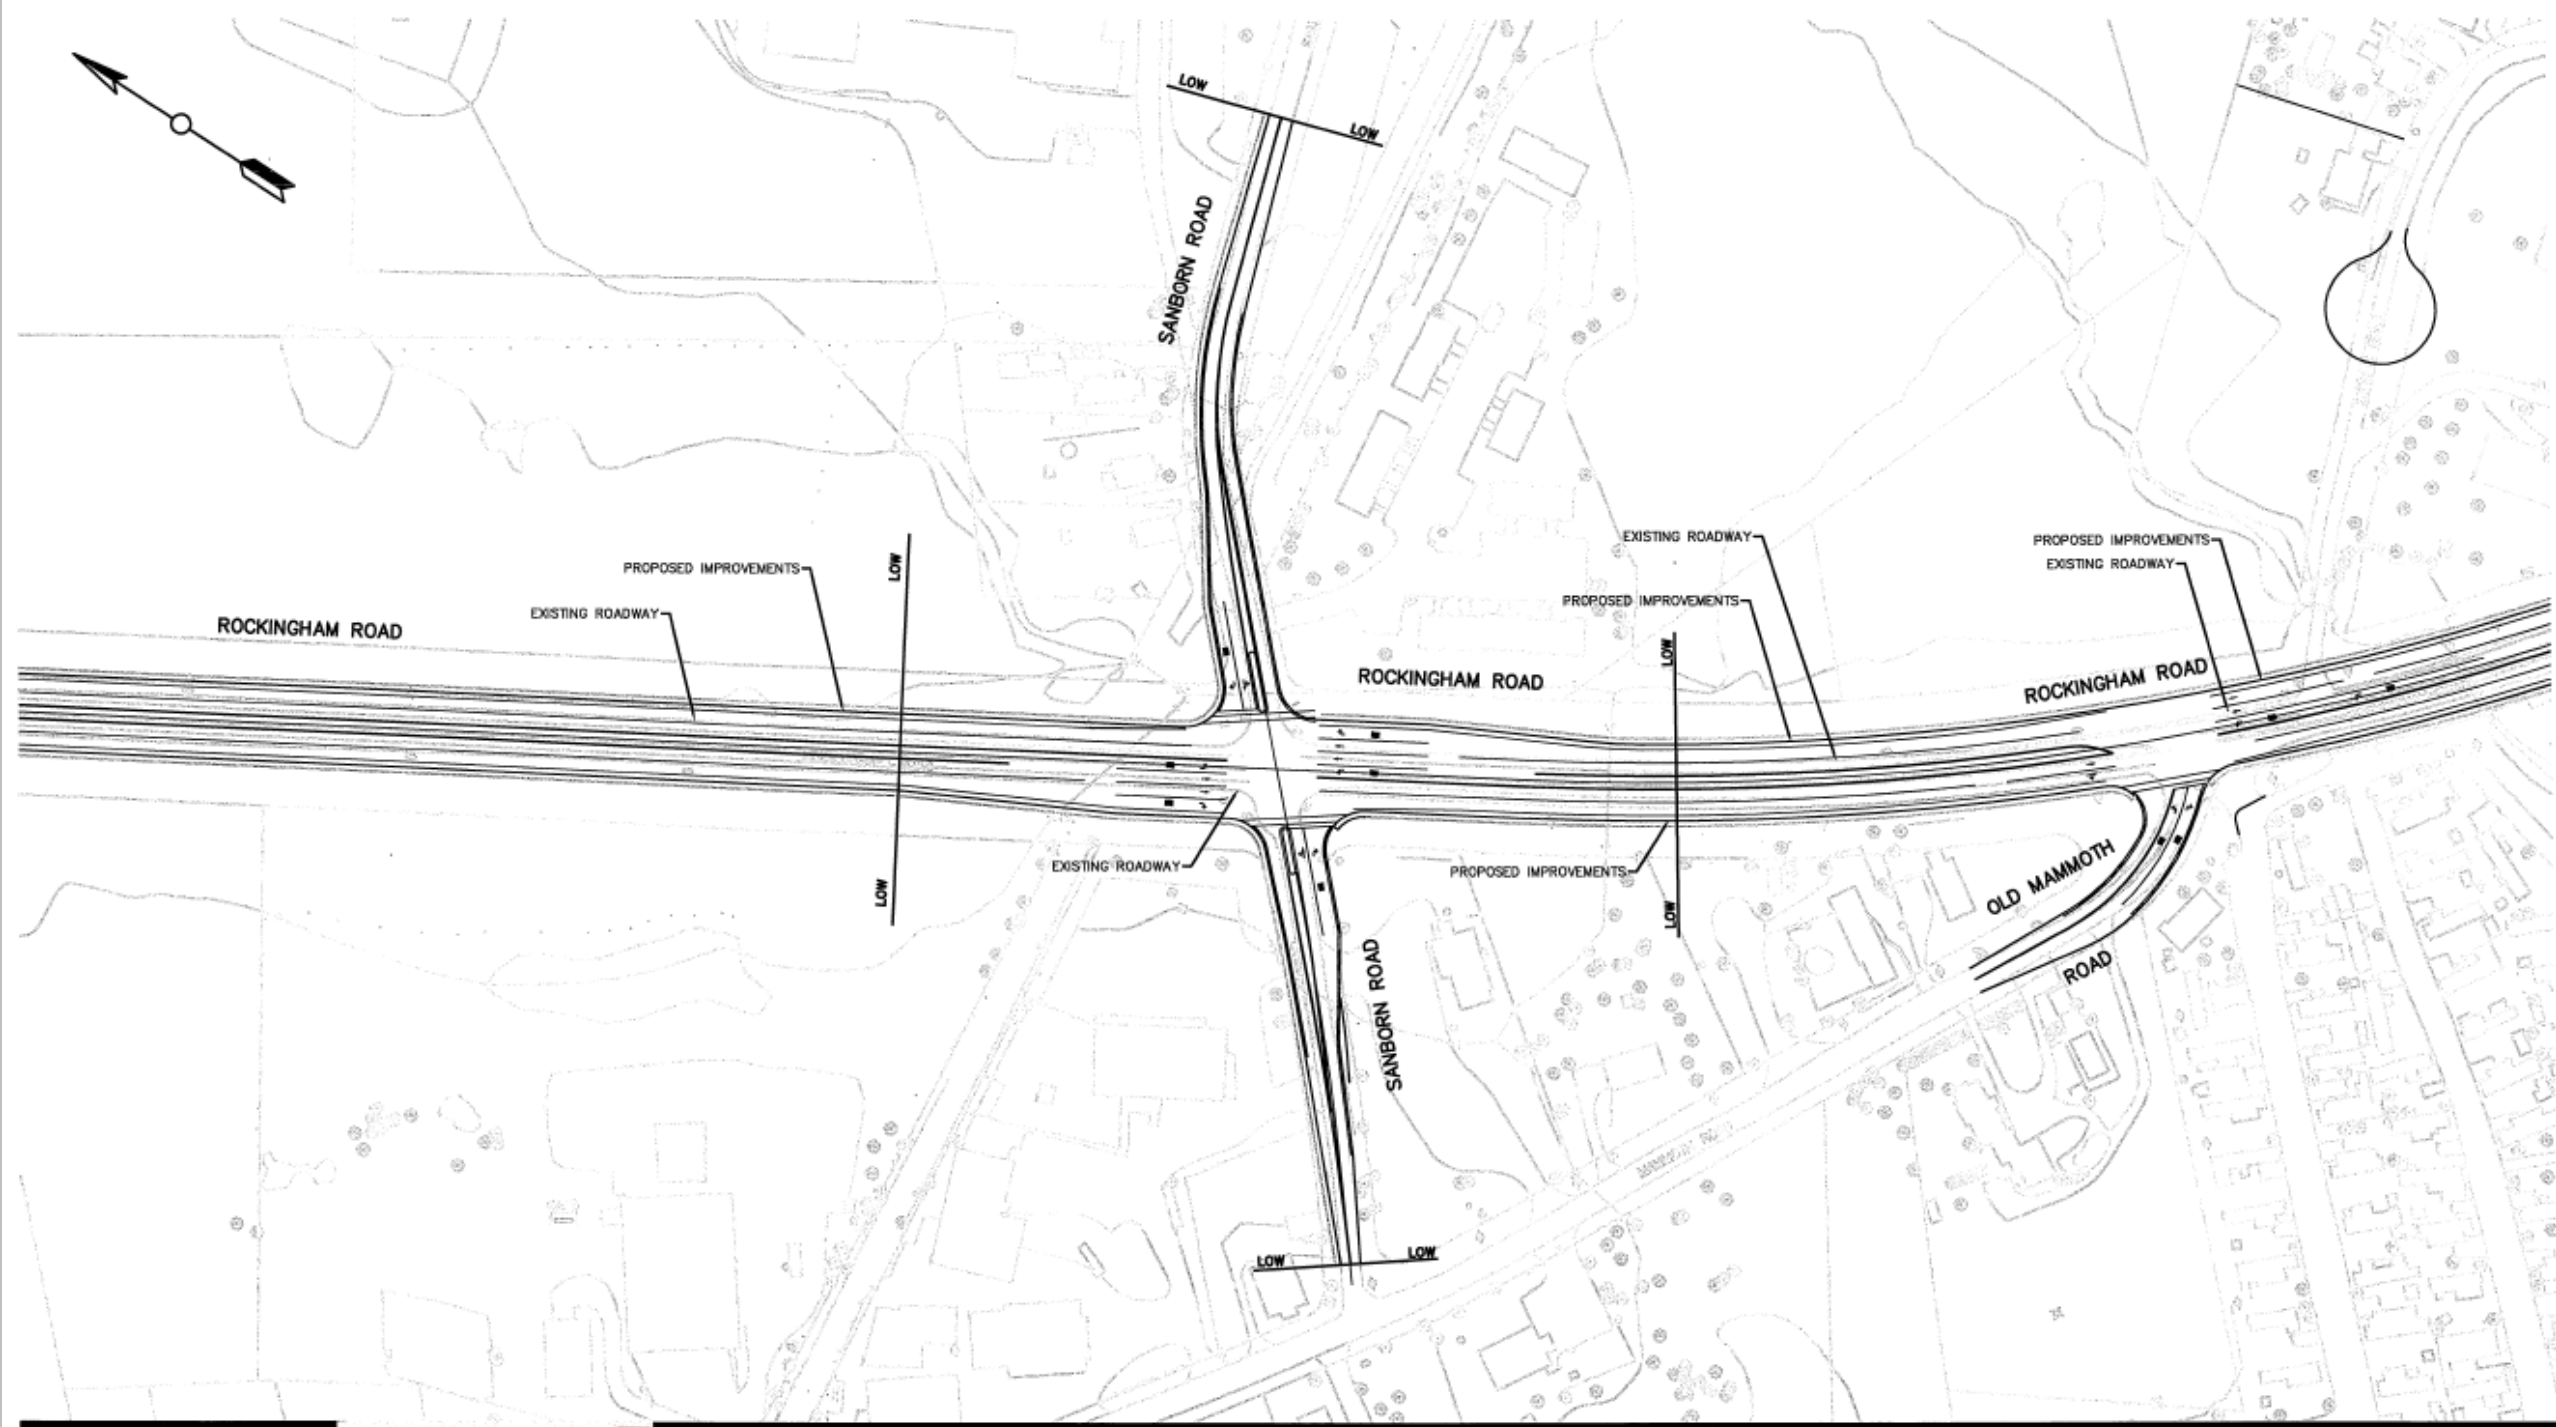 LOW
LOW
SANBORN ROAD
EXISTING ROADWAY
PROPOSED IMPROVEMENTS
EXISTING ROADWAY
PROPOSED IMPROVEMENTS
LOW
PROPOSED IMPROVEMENTS
EXISTING ROADWAY
ROCKINGHAM ROAD
LOW
ROCKINGHAM ROAD
ROCKINGHAM ROAD
EXISTING ROADWAY
LOW
PROPOSED IMPROVEMENTS
LOW
OLD MAMMOTH
ROAD
SANBORN ROAD
LOW
LOW